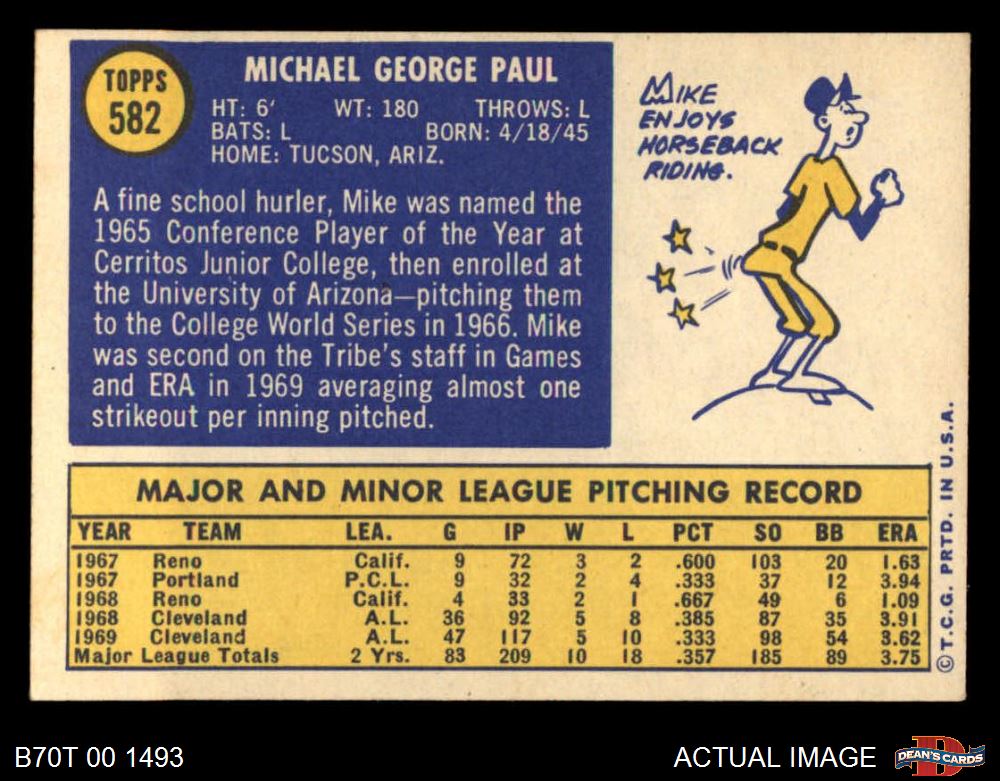 TOPPS
582
MICHAEL GEORGE PAUL
HT: 6' WT: 180 THROWS: L
BATS: L BORN: 4/18/45
HOME: TUCSON, ARIZ.
A fine school hurler, Mike was named the
1965 Conference Player of the Year at
Cerritos Junior College, then enrolled at
the University of Arizona—pitching them
to the College World Series in 1966. Mike
was second on the Tribe's staff in Games
and ERA in 1969 averaging almost one
strikeout per inning pitched.
MIKE
ENJOYS
HORSEBACK
RIDING.
MAJOR AND MINOR LEAGUE PITCHING RECORD
YEAR TEAM LEA. G IP W L PCT SO BB ERA
1967 Reno Calif. 9 72 3 2 .600 103 20 1.63
1967 Portland P.C.L. 9 32 2 4 .333 37 12 3.94
1968 Reno Calif. 4 33 2 1 .667 49 6 1.09
1968 Cleveland A.L. 36 92 5 8 .385 87 35 3.91
1969 Cleveland A.L. 47 117 5 10 .333 98 54 3.62
Major League Totals 2 Yrs. 83 209 10 18 .357 185 89 3.75
© T.C.G. PRTD. IN U.S.A.
B70T 00 1493
ACTUAL IMAGE
D
DEAN'S CARDS